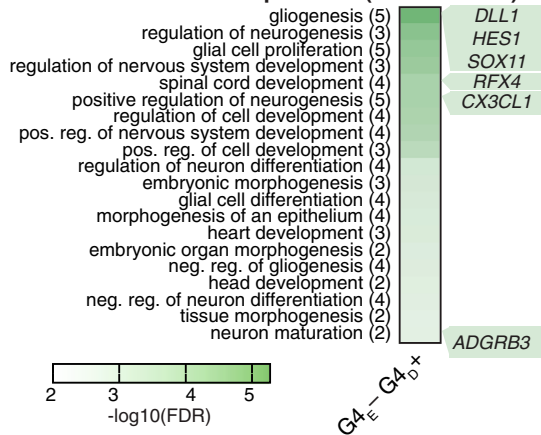 gliogenesis (5)
regulation of neurogenesis (3)
glial cell proliferation (5)
regulation of nervous system development (3)
spinal cord development (4)
positive regulation of neurogenesis (5)
regulation of cell development (4)
pos. reg. of nervous system development (4)
pos. reg. of cell development (3)
regulation of neuron differentiation (4)
embryonic morphogenesis (3)
glial cell differentiation (4)
morphogenesis of an epithelium (4)
heart development (3)
embryonic organ morphogenesis (2)
neg. reg. of gliogenesis (4)
head development (2)
neg. reg. of neuron differentiation (4)
tissue morphogenesis (2)
neuron maturation (2)
DLL1
HES1
SOX11
RFX4
CX3CL1
ADGRB3
G4E – G4D+
2 3 4 5
-log10(FDR)